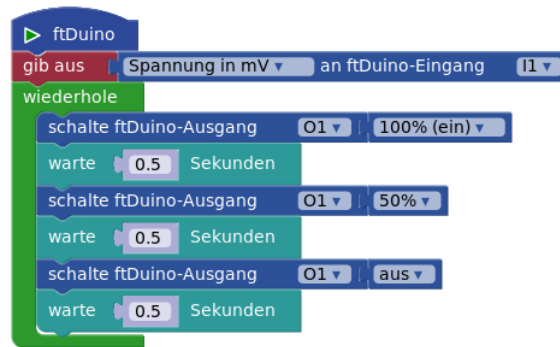 ftDuino
gib aus Spannung in mV ▾ an ftDuino-Eingang I1 ▾
wiederhole
schalte ftDuino-Ausgang O1 ▾ 100% (ein) ▾
warte 0.5 Sekunden
schalte ftDuino-Ausgang O1 ▾ 50% ▾
warte 0.5 Sekunden
schalte ftDuino-Ausgang O1 ▾ aus ▾
warte 0.5 Sekunden